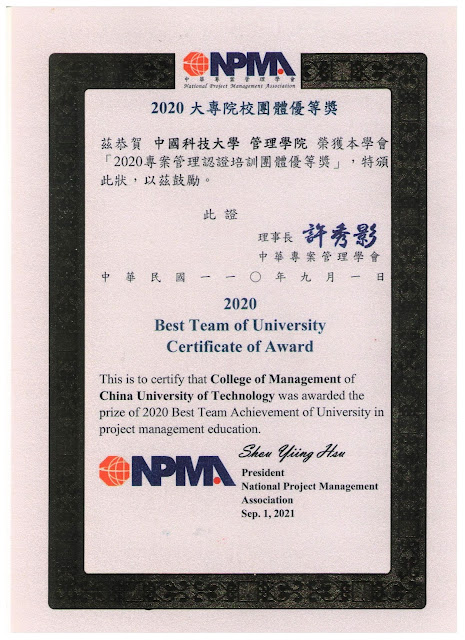 NPMA
中華專案管理學會
National Project Management Association
2020 大專院校團體優等獎
茲恭賀 中國科技大學 管理學院 榮獲本學會
「2020專案管理認證培訓團體優等獎」，特頒
此狀，以茲鼓勵。
此證
理事長 許秀影
中華專案管理學會
中華民國一一〇年九月一日
2020
Best Team of University
Certificate of Award
This is to certify that College of Management of
China University of Technology was awarded the
prize of 2020 Best Team Achievement of University in
project management education.
Shou Yiing Hsu
NPMA
President
National Project Management
Association
Sep. 1, 2021